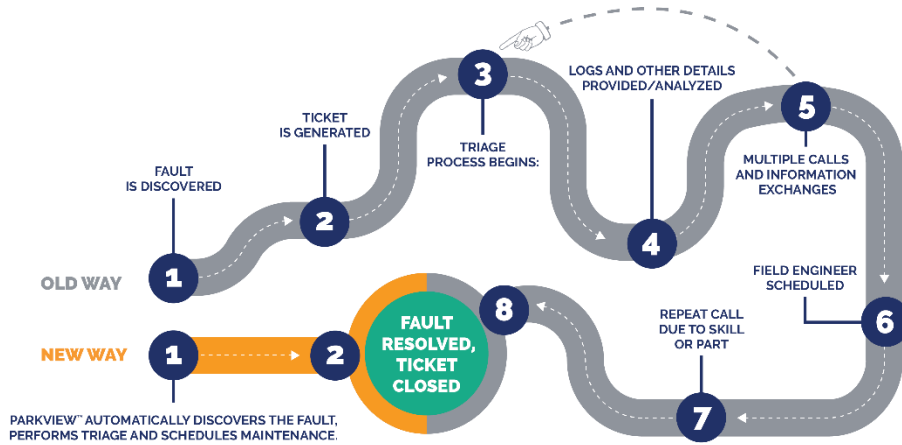 OLD WAY
1
FAULT
IS DISCOVERED
2
TICKET
IS GENERATED
3
TRIAGE
PROCESS BEGINS:
4
LOGS AND OTHER DETAILS
PROVIDED/ANALYZED
5
MULTIPLE CALLS
AND INFORMATION
EXCHANGES
6
FIELD ENGINEER
SCHEDULED
7
REPEAT CALL
DUE TO SKILL
OR PART
8
FAULT
RESOLVED,
TICKET
CLOSED
NEW WAY
1
2
PARKVIEW™ AUTOMATICALLY DISCOVERS THE FAULT,
PERFORMS TRIAGE AND SCHEDULES MAINTENANCE.